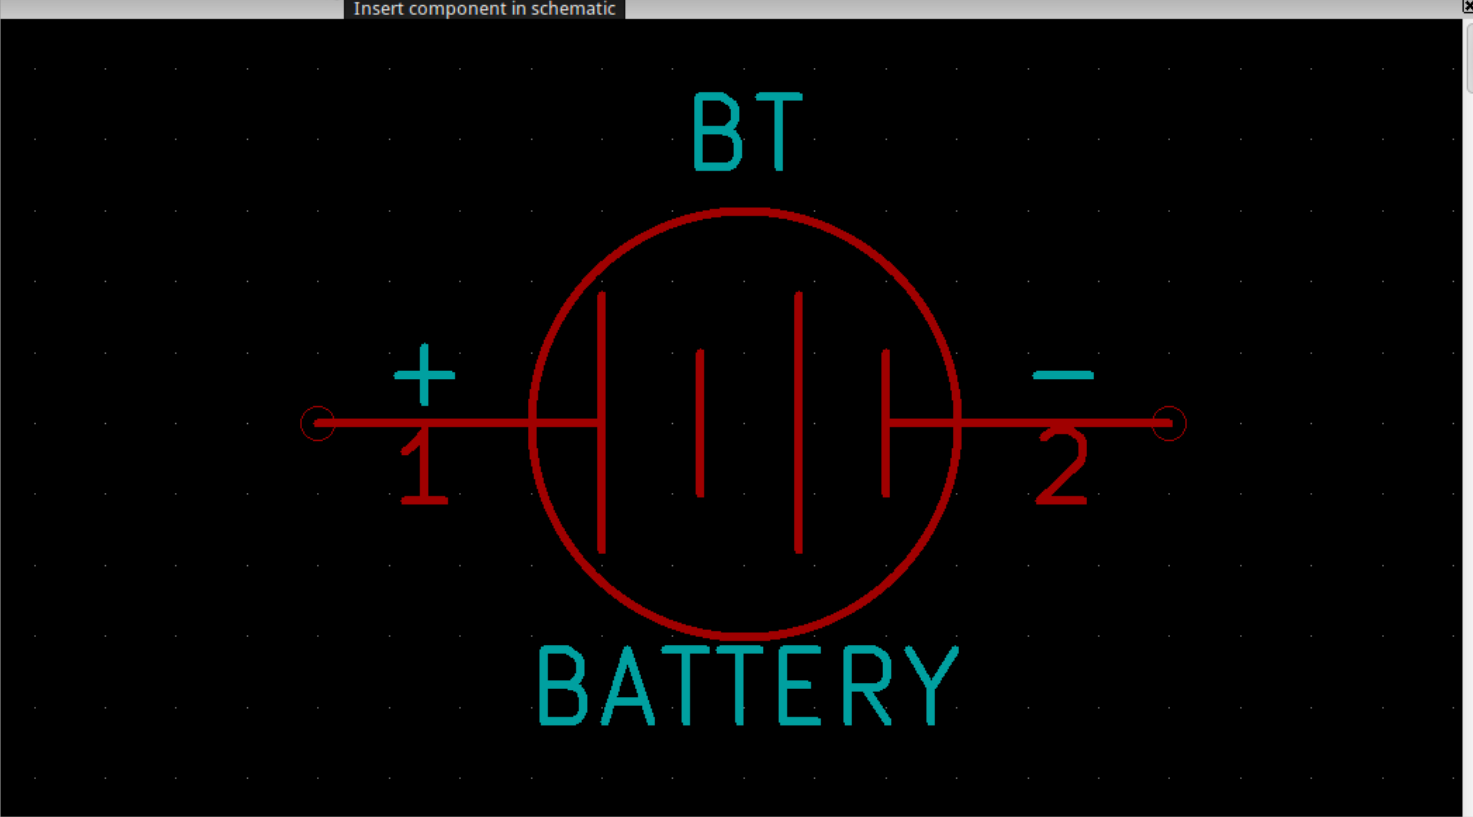 Insert component in schematic
BT
+ −
1 2
BATTERY